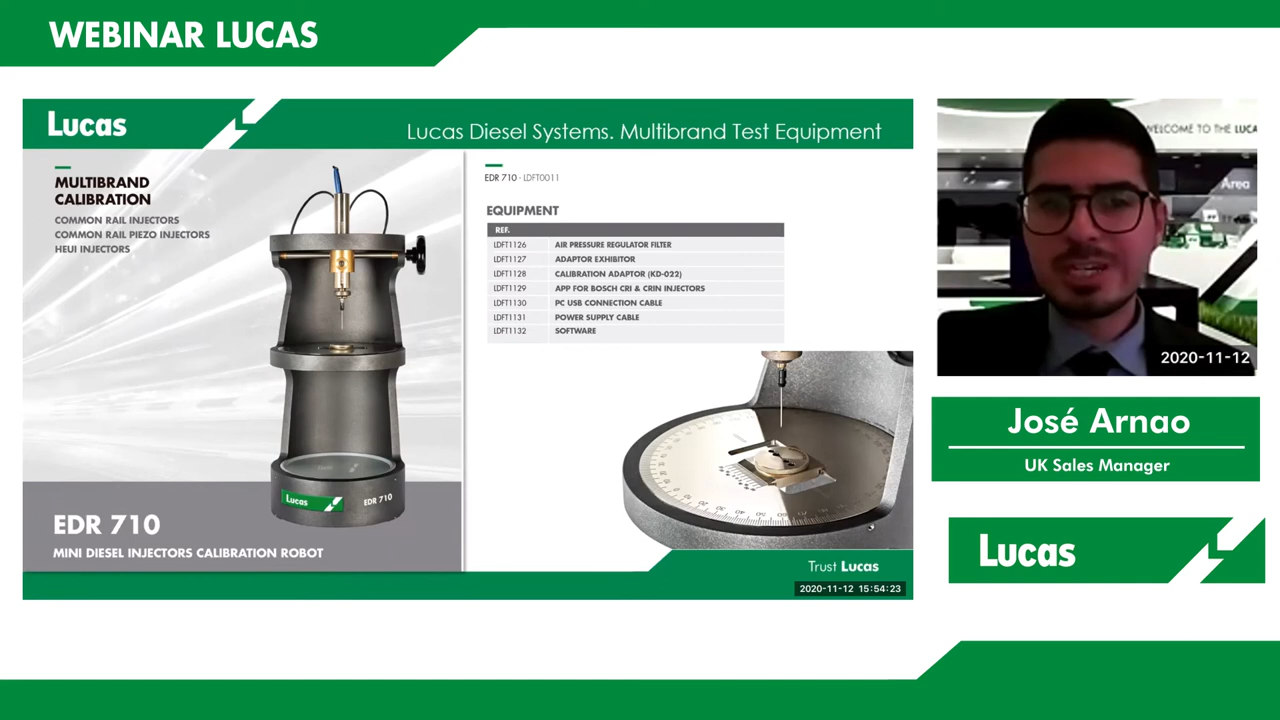 WEBINAR LUCAS
Lucas
Lucas Diesel Systems. Multibrand Test Equipment
MULTIBRAND
CALIBRATION
COMMON RAIL INJECTORS
COMMON RAIL PIEZO INJECTORS
HEUI INJECTORS
Lucas
EDR 710
EDR 710
MINI DIESEL INJECTORS CALIBRATION ROBOT
EDR 710 - LDFT0011
EQUIPMENT
REF.
LDFT1126 AIR PRESSURE REGULATOR FILTER
LDFT1127 ADAPTOR EXHIBITOR
LDFT1128 CALIBRATION ADAPTOR (KD-022)
LDFT1129 APP FOR BOSCH CRI & CRIN INJECTORS
LDFT1130 PC USB CONNECTION CABLE
LDFT1131 POWER SUPPLY CABLE
LDFT1132 SOFTWARE
Trust Lucas
2020-11-12 15:54:23
WELCOME TO THE LUCA
Área
2020-11-12
José Arnao
UK Sales Manager
Lucas